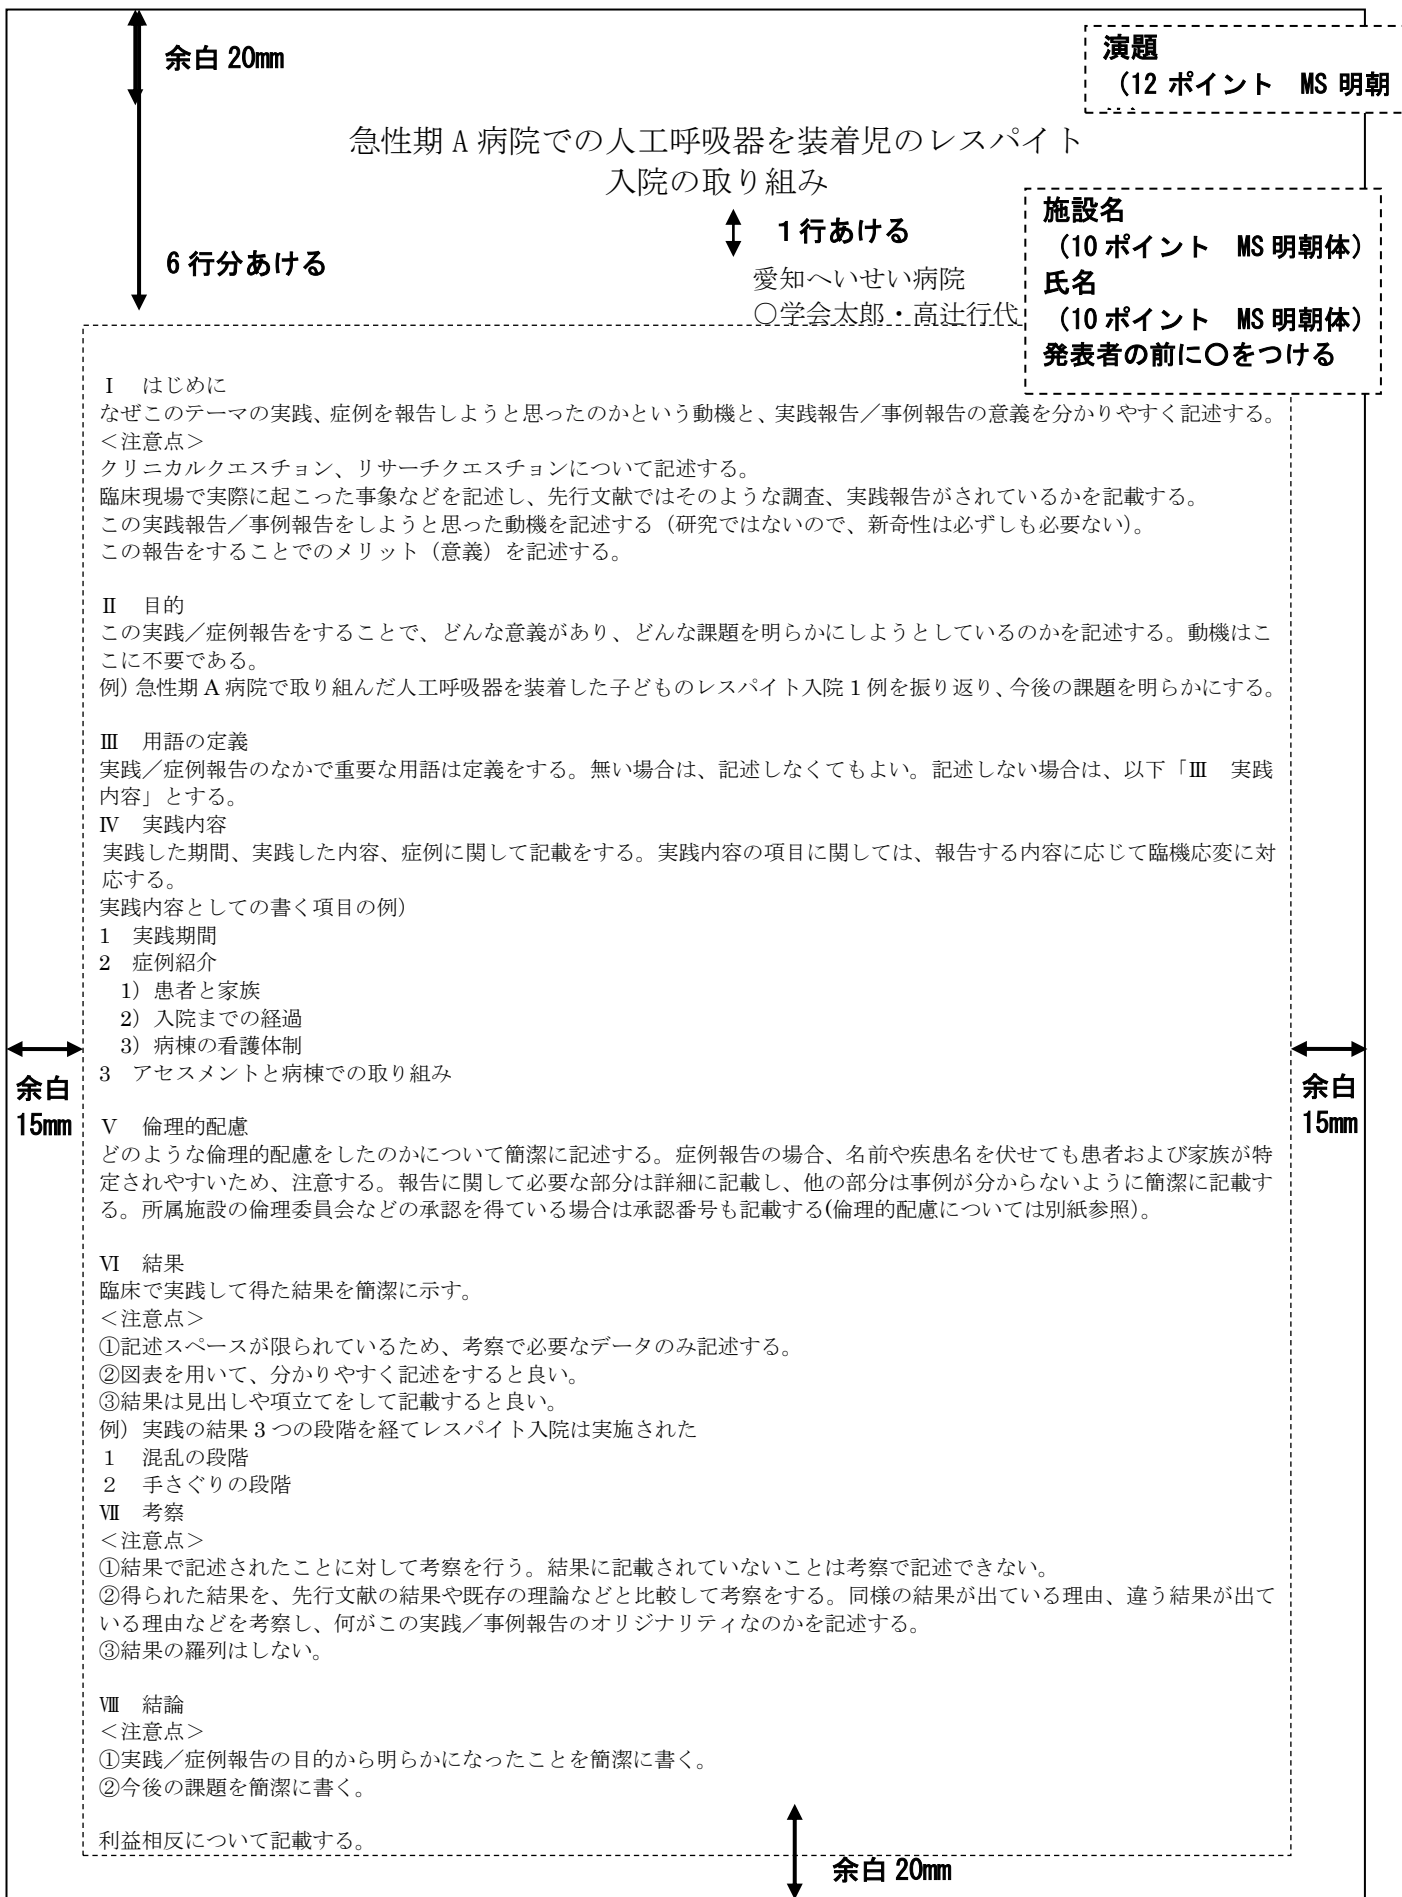 余白 20mm
演題
（12 ポイント　MS 明朝
急性期 A 病院での人工呼吸器を装着児のレスパイト
入院の取り組み
1 行あける
6 行分あける
施設名
（10 ポイント　MS 明朝体）
氏名
（10 ポイント　MS 明朝体）
発表者の前に〇をつける
愛知へいせい病院
○学会太郎・高辻行代
Ⅰ　はじめに
なぜこのテーマの実践、症例を報告しようと思ったのかという動機と、実践報告／事例報告の意義を分かりやすく記述する。
＜注意点＞
クリニカルクエスチョン、リサーチクエスチョンについて記述する。
臨床現場で実際に起こった事象などを記述し、先行文献ではそのような調査、実践報告がされているかを記載する。
この実践報告／事例報告をしようと思った動機を記述する（研究ではないので、新奇性は必ずしも必要ない）。
この報告をすることでのメリット（意義）を記述する。
Ⅱ　目的
この実践／症例報告をすることで、どんな意義があり、どんな課題を明らかにしようとしているのかを記述する。動機はこ
こに不要である。
例）急性期 A 病院で取り組んだ人工呼吸器を装着した子どものレスパイト入院 1 例を振り返り、今後の課題を明らかにする。
Ⅲ　用語の定義
実践／症例報告のなかで重要な用語は定義をする。無い場合は、記述しなくてもよい。記述しない場合は、以下「Ⅲ　実践
内容」とする。
Ⅳ　実践内容
実践した期間、実践した内容、症例に関して記載をする。実践内容の項目に関しては、報告する内容に応じて臨機応変に対
応する。
実践内容としての書く項目の例）
1　実践期間
2　症例紹介
1）患者と家族
2）入院までの経過
3）病棟の看護体制
3　アセスメントと病棟での取り組み
余白
15mm
余白
15mm
Ⅴ　倫理的配慮
どのような倫理的配慮をしたのかについて簡潔に記述する。症例報告の場合、名前や疾患名を伏せても患者および家族が特
定されやすいため、注意する。報告に関して必要な部分は詳細に記載し、他の部分は事例が分からないように簡潔に記載す
る。所属施設の倫理委員会などの承認を得ている場合は承認番号も記載する(倫理的配慮については別紙参照）。
Ⅵ　結果
臨床で実践して得た結果を簡潔に示す。
＜注意点＞
①記述スペースが限られているため、考察で必要なデータのみ記述する。
②図表を用いて、分かりやすく記述をすると良い。
③結果は見出しや項立てをして記載すると良い。
例）実践の結果 3 つの段階を経てレスパイト入院は実施された
１　混乱の段階
２　手さぐりの段階
Ⅶ　考察
＜注意点＞
①結果で記述されたことに対して考察を行う。結果に記載されていないことは考察で記述できない。
②得られた結果を、先行文献の結果や既存の理論などと比較して考察をする。同様の結果が出ている理由、違う結果が出て
いる理由などを考察し、何がこの実践／事例報告のオリジナリティなのかを記述する。
③結果の羅列はしない。
Ⅷ　結論
＜注意点＞
①実践／症例報告の目的から明らかになったことを簡潔に書く。
②今後の課題を簡潔に書く。
利益相反について記載する。
余白 20mm